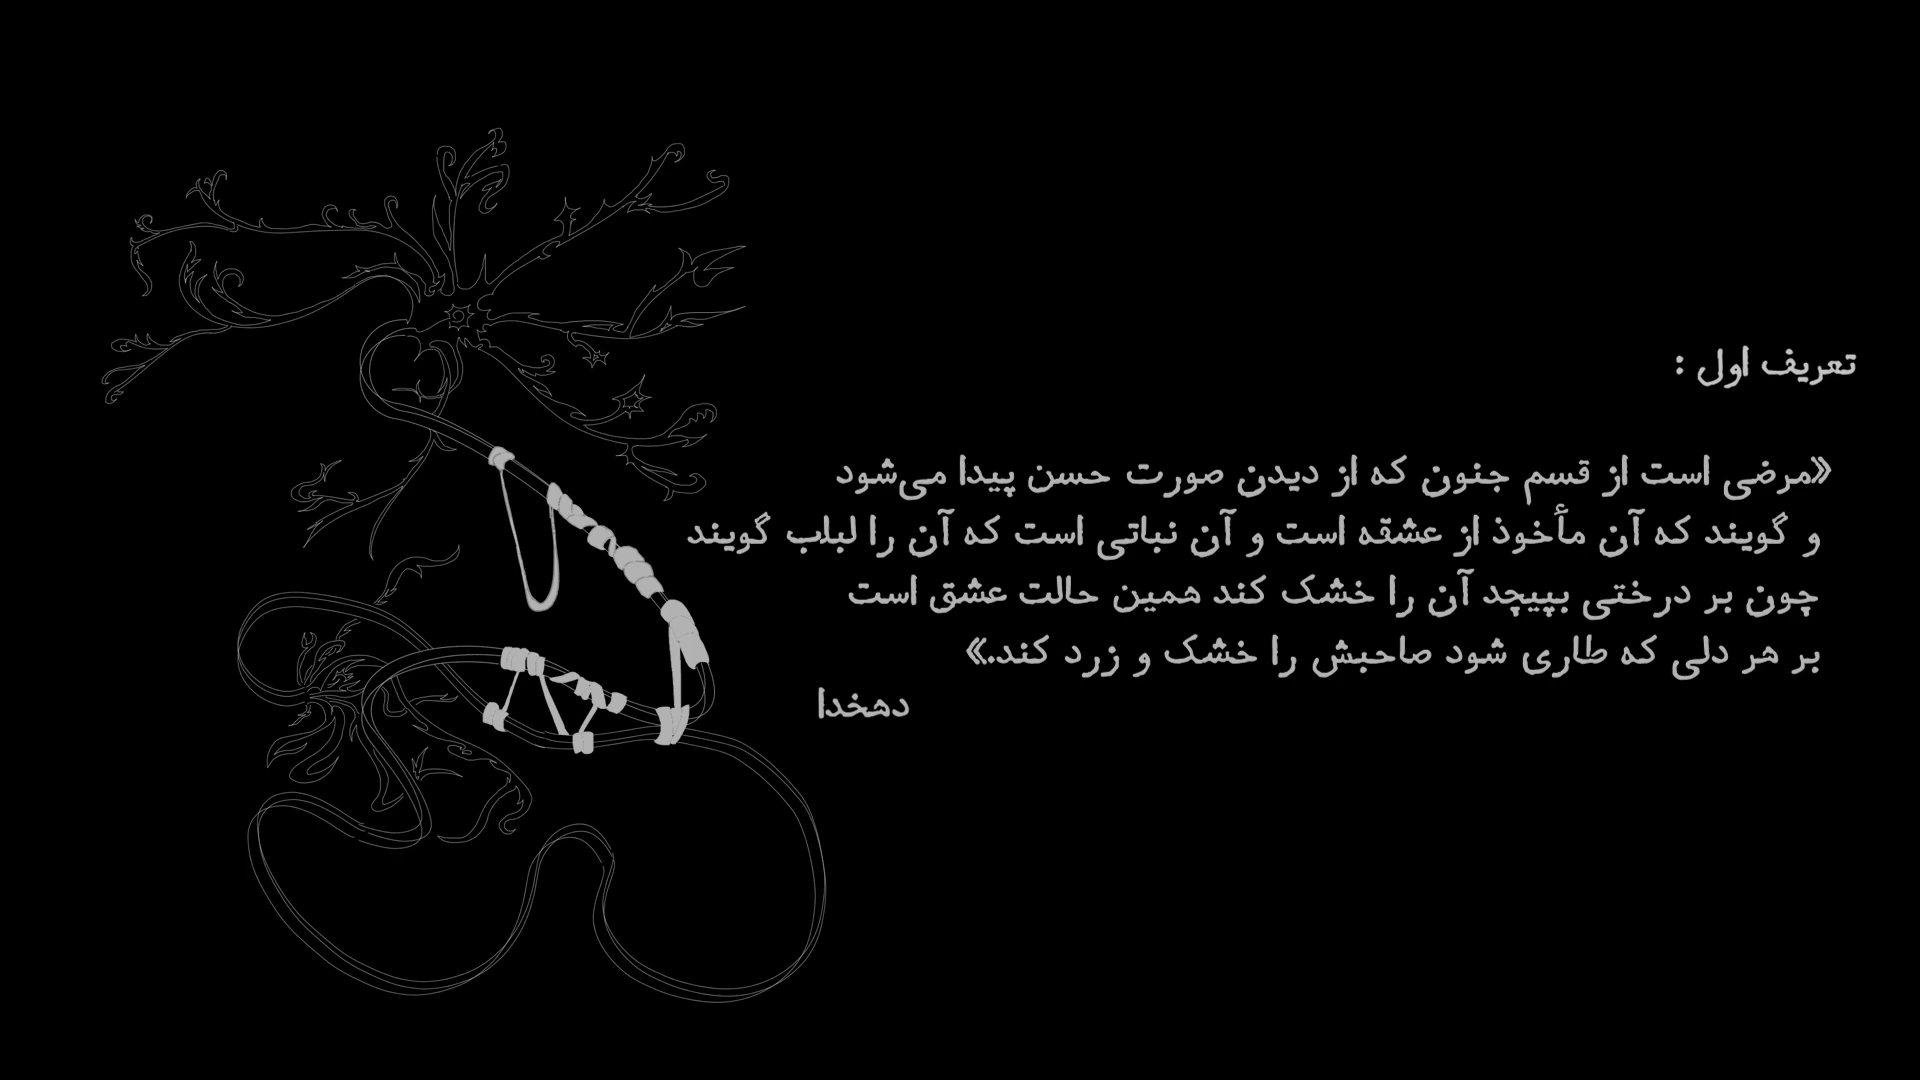 تعریف اول :
«مرضی است از قسم جنون که از دیدن صورت حسن پیدا می‌شود
و گویند که آن مأخوذ از عشقه است و آن نباتی است که آن را لبلاب گویند
چون بر درختی بپیچد آن را خشک کند همین حالت عشق است
بر هر دلی که طاری شود صاحبش را خشک و زرد کند.»
دهخدا